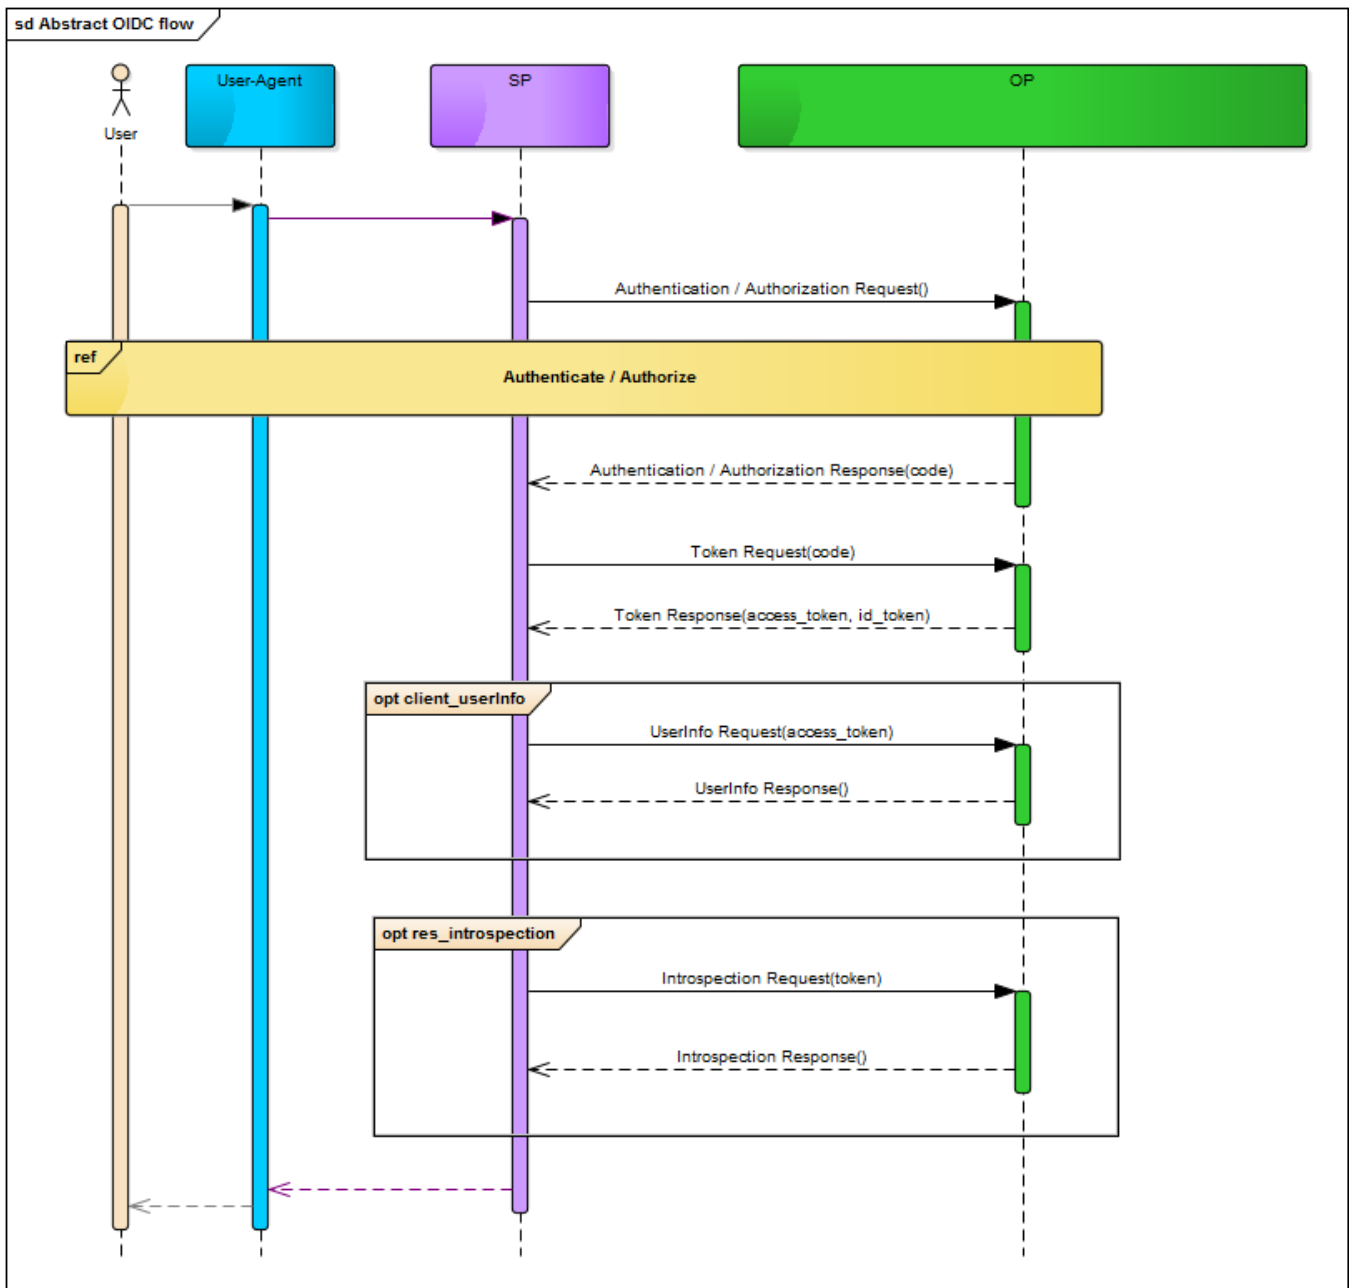 sd Abstract OIDC flow
User
User-Agent
SP
OP
Authentication / Authorization Request()
ref
Authenticate / Authorize
Authentication / Authorization Response(code)
Token Request(code)
Token Response(access_token, id_token)
opt client_userInfo
UserInfo Request(access_token)
UserInfo Response()
opt res_introspection
Introspection Request(token)
Introspection Response()